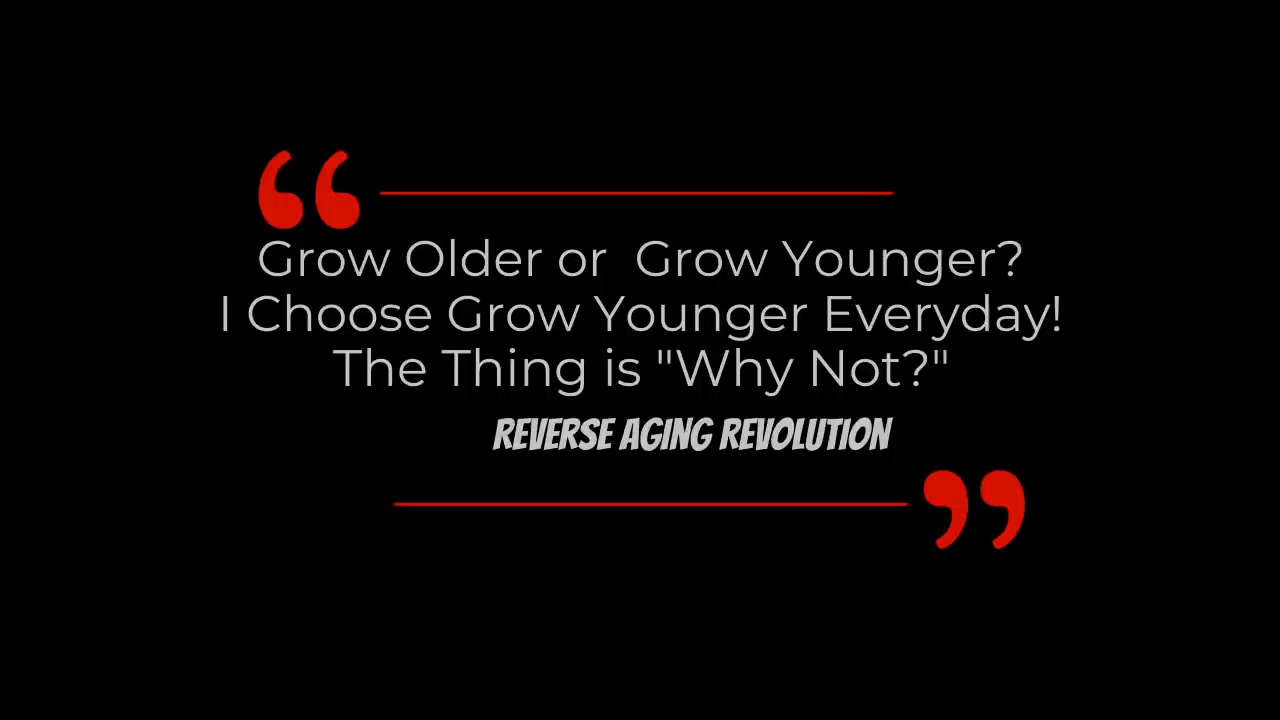 Grow Older or  Grow Younger?
I Choose Grow Younger Everyday!
The Thing is "Why Not?"
REVERSE AGING REVOLUTION